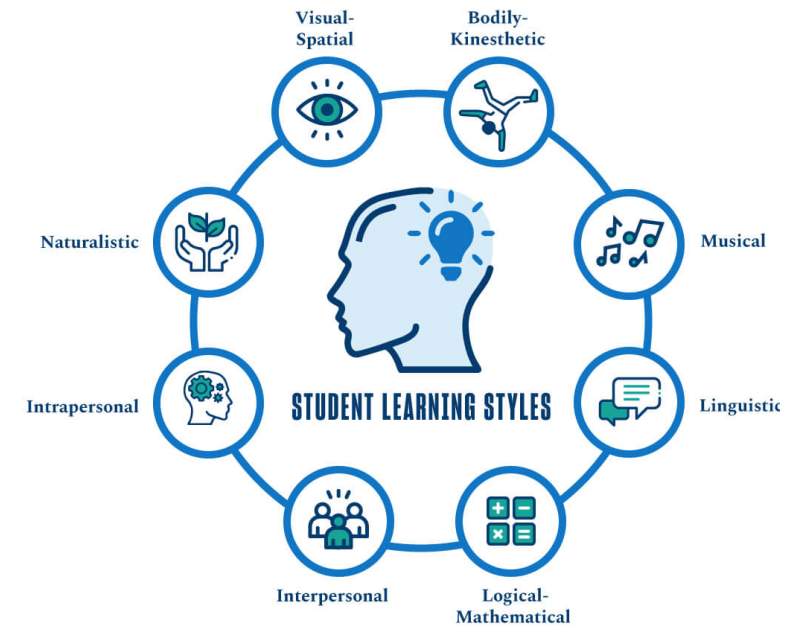 Visual-
Spatial
Bodily-
Kinesthetic
Naturalistic
Musical
STUDENT LEARNING STYLES
Intrapersonal
Linguistic
Interpersonal
Logical-
Mathematical